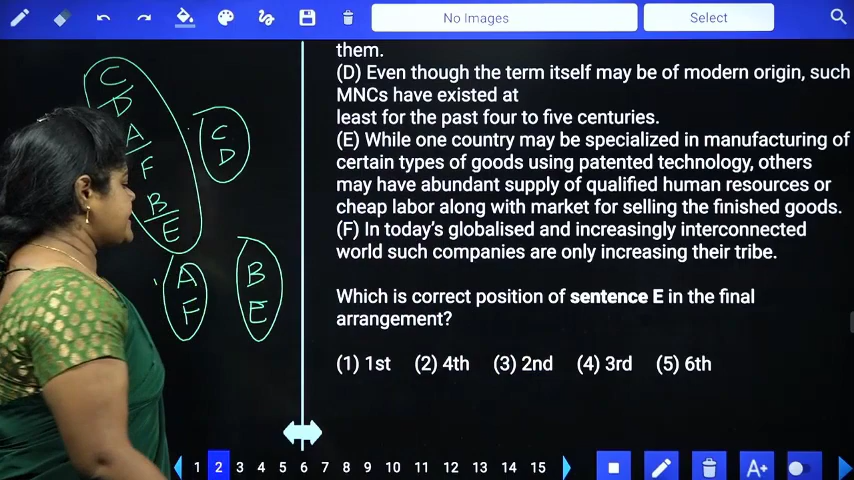 No Images
Select
them.
(D) Even though the term itself may be of modern origin, such
MNCs have existed at
least for the past four to five centuries.
(E) While one country may be specialized in manufacturing of
certain types of goods using patented technology, others
may have abundant supply of qualified human resources or
cheap labor along with market for selling the finished goods.
(F) In today's globalised and increasingly interconnected
world such companies are only increasing their tribe.
Which is correct position of sentence E in the final
arrangement?
(1) 1st (2) 4th (3) 2nd (4) 3rd (5) 6th
C
D
A
F
B
E
C
D
A
F
B
E
1 2 3 4 5 6 7 8 9 10 11 12 13 14 15
A+